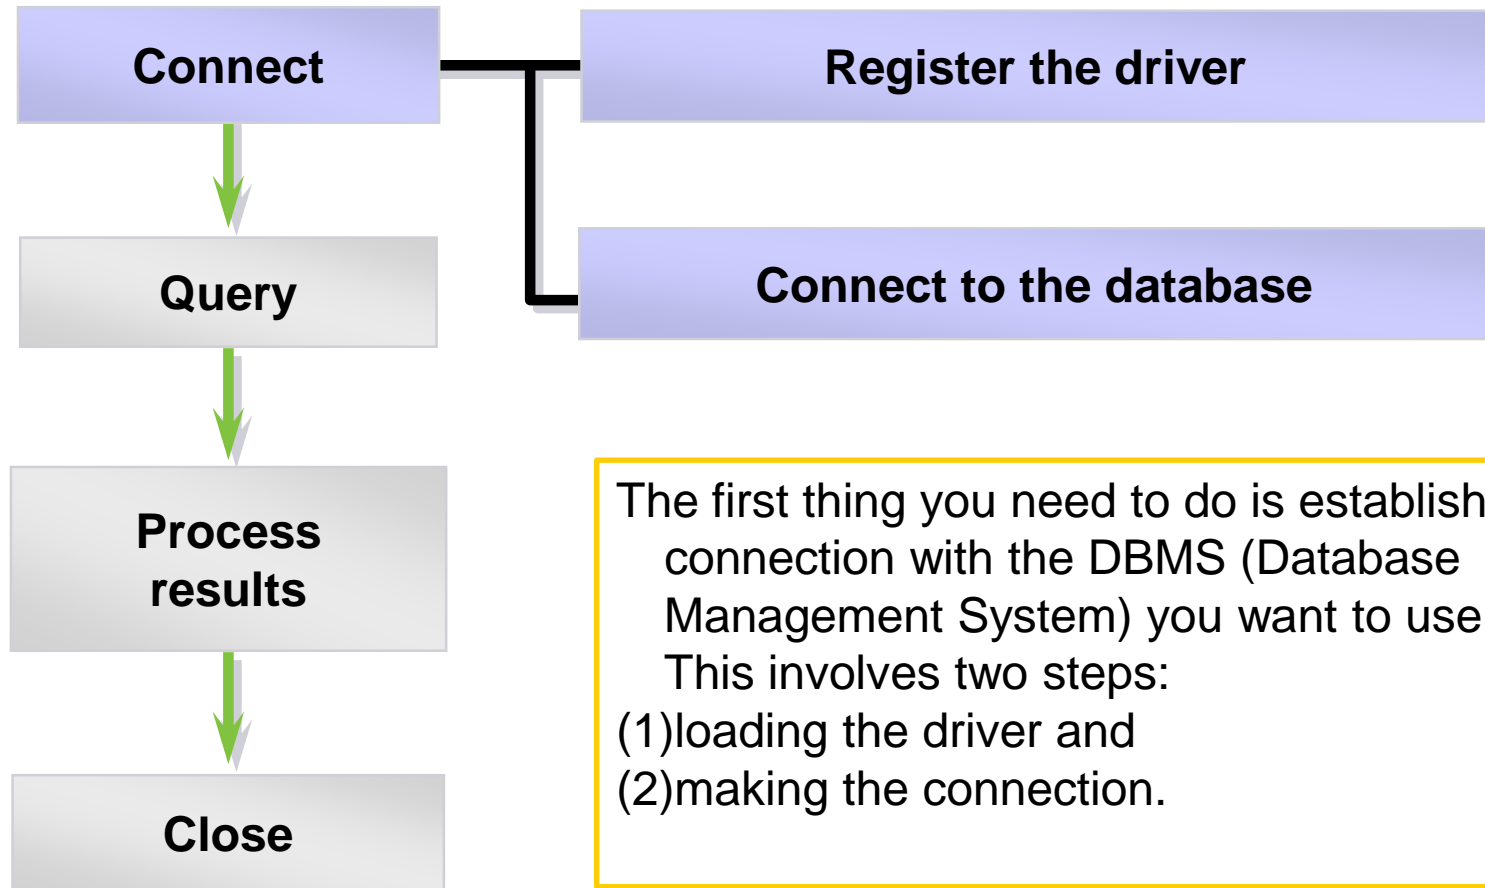 Connect
Register the driver
Query
Connect to the database
Process
results
Close
The first thing you need to do is establish
connection with the DBMS (Database
Management System) you want to use
This involves two steps:
(1)loading the driver and
(2)making the connection.